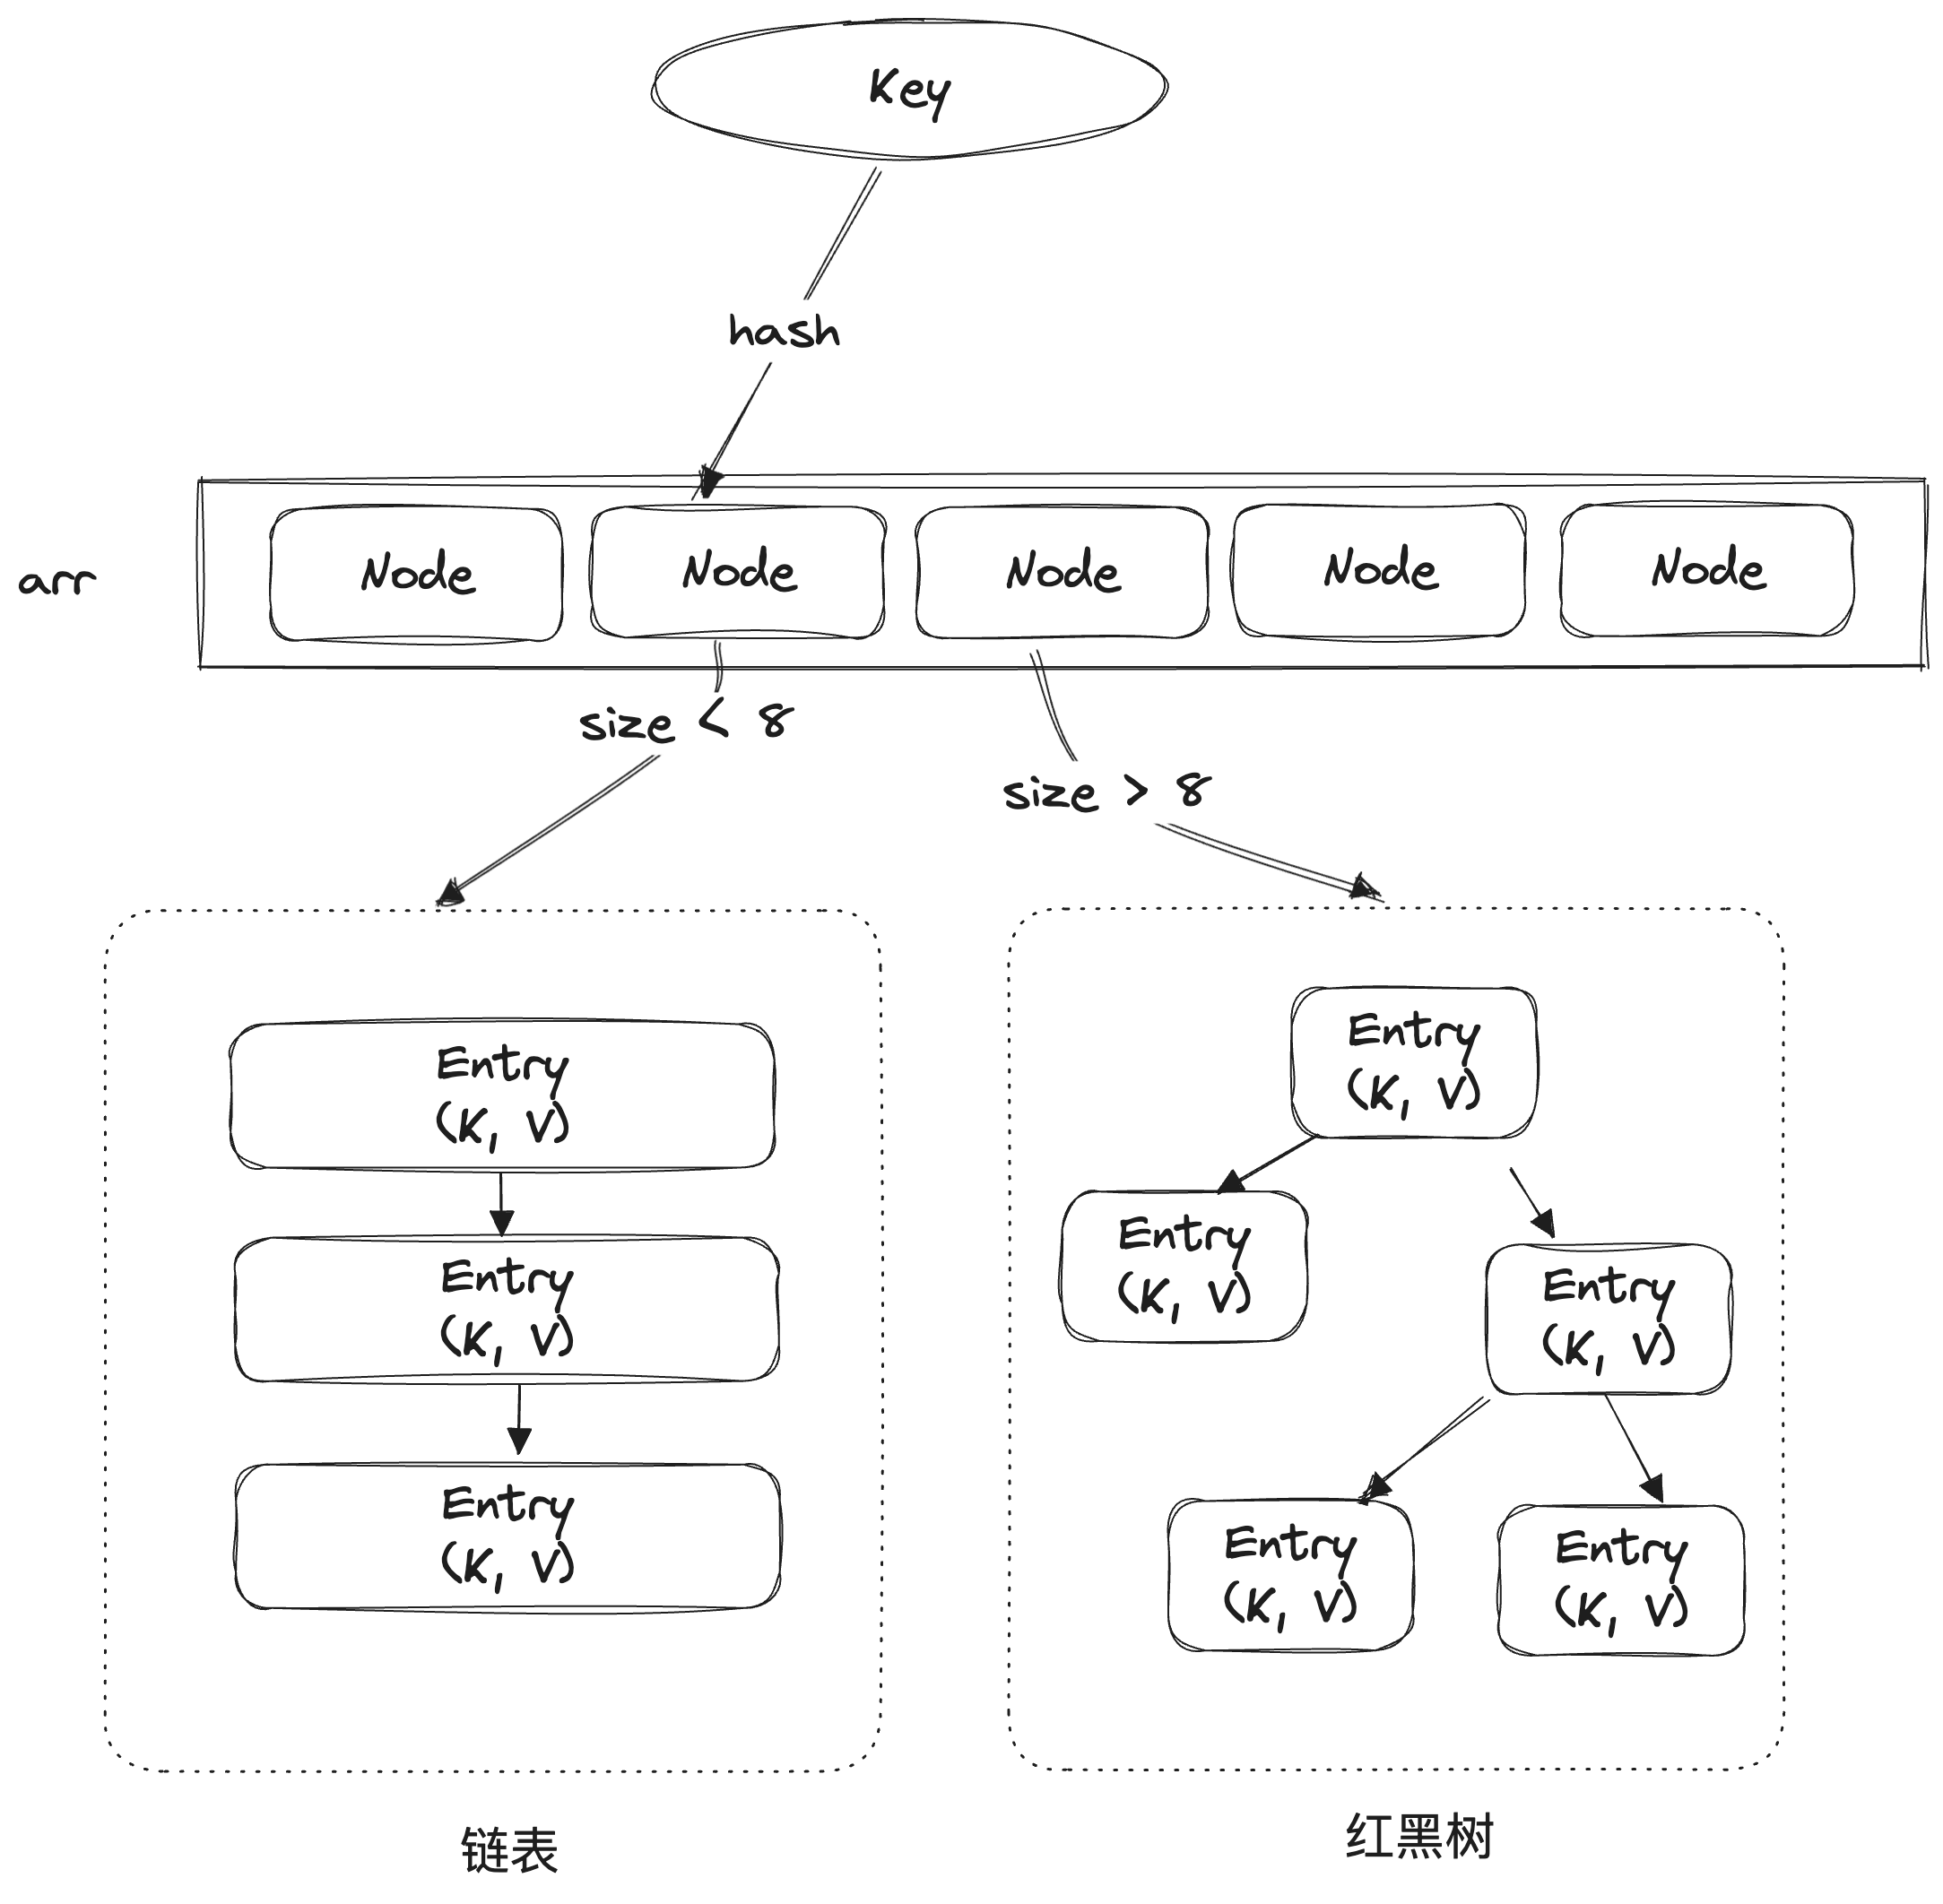 Key
hash
arr
Node
Node
Node
Node
Node
size < 8
size > 8
Entry
(K, V)
Entry
(K, V)
Entry
(K, V)
Entry
(K, V)
Entry
(K, V)
Entry
(K, V)
Entry
(K, V)
Entry
(K, V)
链表
红黑树